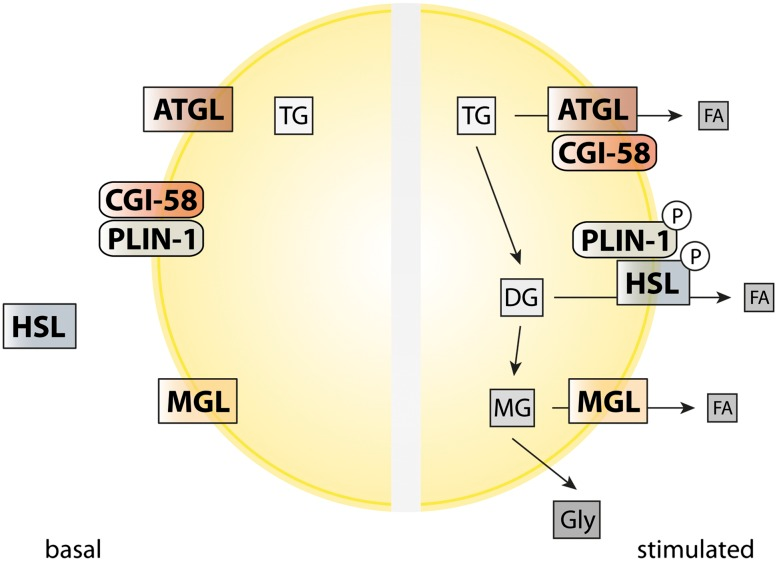 ATGL
TG
CGI-58
PLIN-1
HSL
MGL
basal
TG
ATGL
FA
CGI-58
P
PLIN-1
P
HSL
DG
FA
MG
MGL
FA
Gly
stimulated